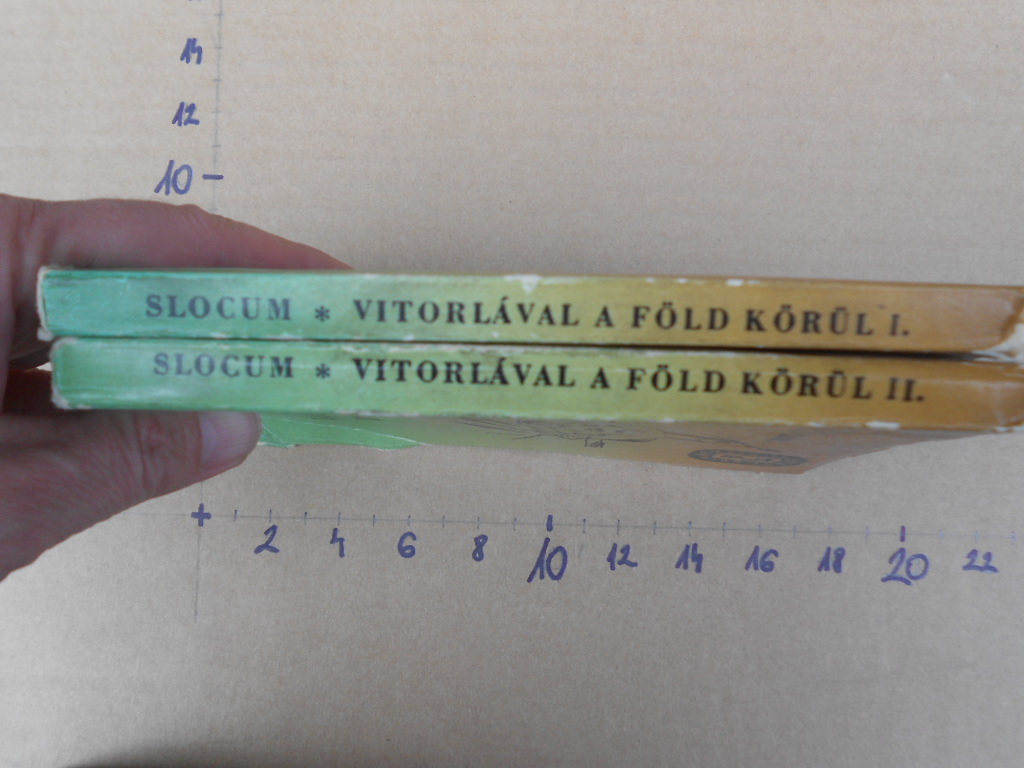 14
12
10
SLOCUM * VITORLÁVAL A FÖLD KÖRÜL I.
SLOCUM * VITORLÁVAL A FÖLD KÖRÜL II.
2 4 6 8 10 12 14 16 18 20 22